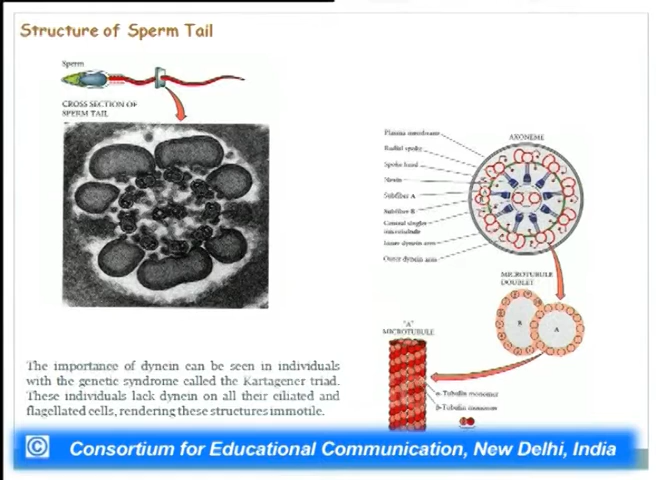 Structure of Sperm Tail
Sperm
CROSS SECTION OF
SPERM TAIL
Plasma membrane
Radial spoke
Spoke head
Nexin
Subfiber A
Subfiber B
Central singlet
microtubule
Inner dynein arm
Outer dynein arm
AXONEME
MICROTUBULE
DOUBLET
B
A
"A"
MICROTUBULE
α-Tubulin monomer
β-Tubulin monomer
The importance of dynein can be seen in individuals
with the genetic syndrome called the Kartagener triad.
These individuals lack dynein on all their ciliated and
flagellated cells, rendering these structures immotile.
© Consortium for Educational Communication, New Delhi, India